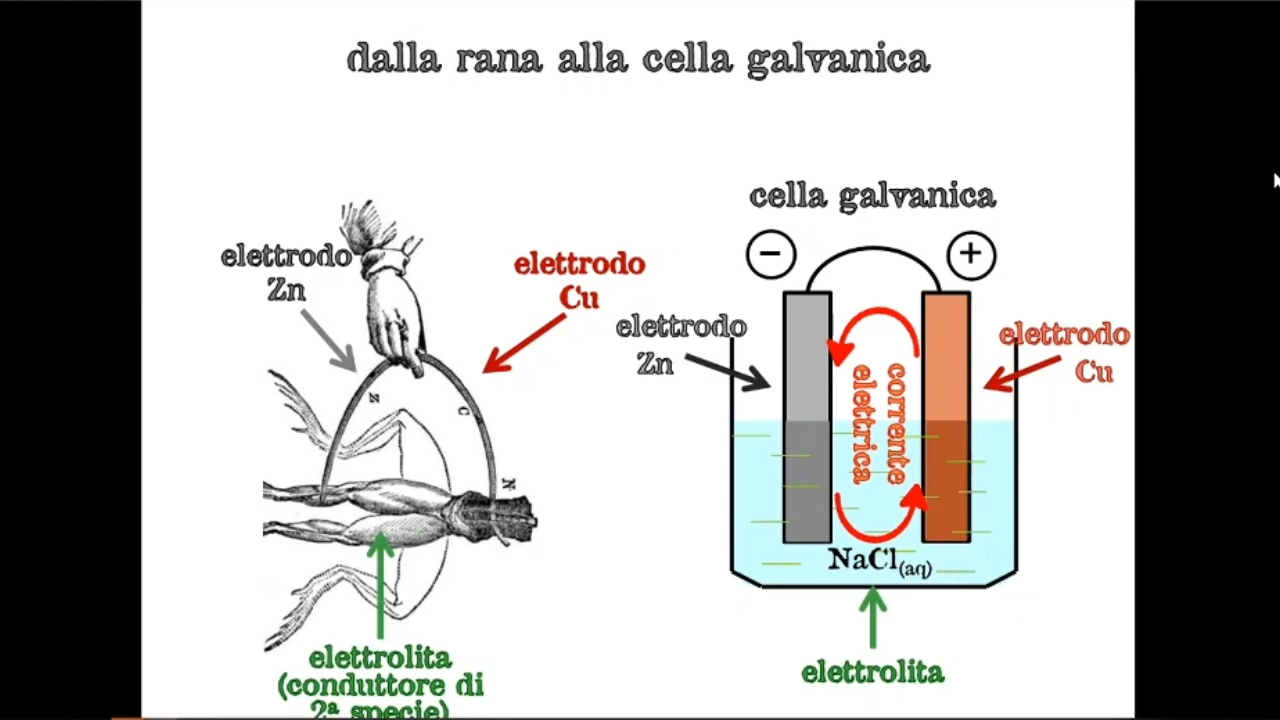 dalla rana alla cella galvanica
elettrodo
Zn
elettrodo
Cu
Z
C
N
elettrolita
(conduttore di
2ª specie)
cella galvanica
−
+
elettrodo
Zn
elettrodo
Cu
corrente
elettrica
NaCl(aq)
elettrolita